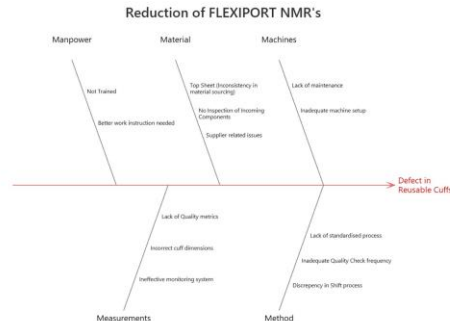 Reduction of FLEXIPORT NMR's
Manpower
Material
Machines
Not Trained
Better work instruction needed
Top Sheet (Inconsistency in
material sourcing)
No Inspection of Incoming
Components
Supplier related issues
Lack of maintenance
Inadequate machine setup
Defect in
Reusable Cuffs
Lack of Quality metrics
Incorrect cuff dimensions
Ineffective monitoring system
Lack of standardised process
Inadequate Quality Check frequency
Discrepency in Shift process
Measurements
Method